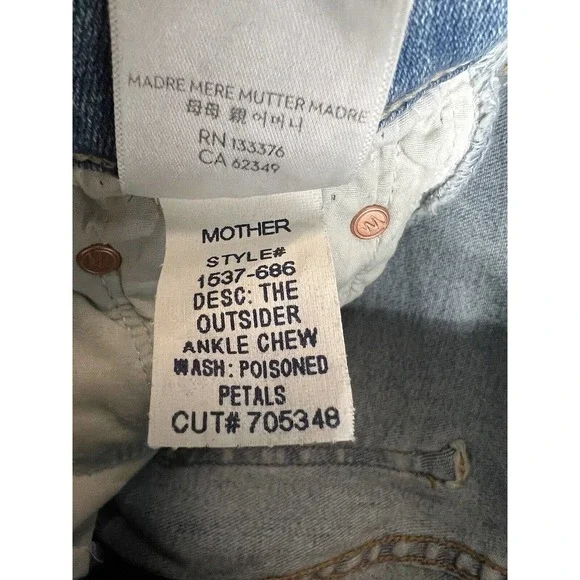 MADRE MERE MUTTER MADRE
母母 親 어머니
RN 133376
CA 62349
MOTHER
STYLE#
1537-686
DESC: THE
OUTSIDER
ANKLE CHEW
WASH: POISONED
PETALS
CUT# 705348